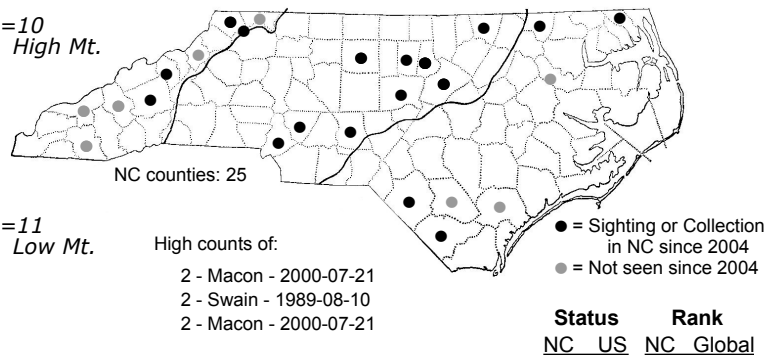 =10
High Mt.
NC counties: 25
=11
Low Mt.
High counts of:
2 - Macon - 2000-07-21
2 - Swain - 1989-08-10
2 - Macon - 2000-07-21
● = Sighting or Collection
in NC since 2004
● = Not seen since 2004
Status Rank
NC US NC Global